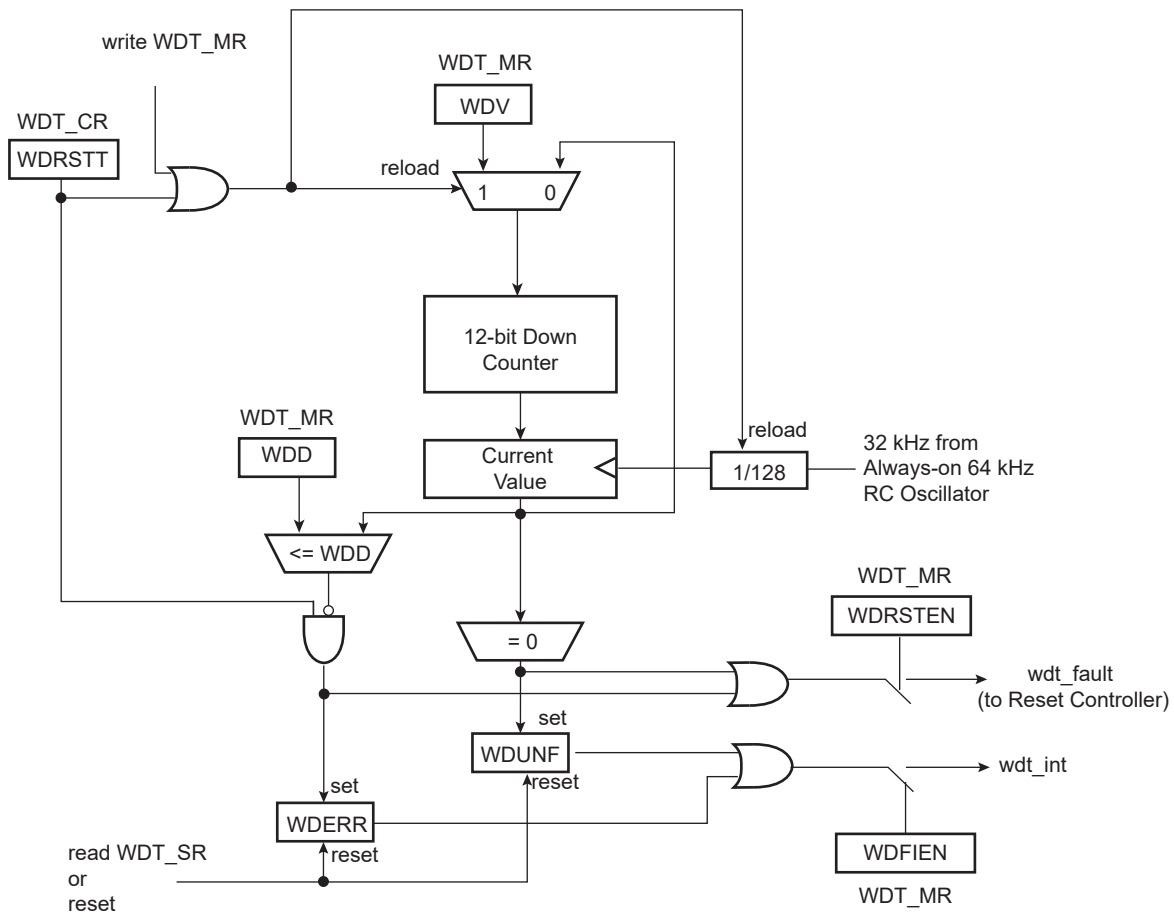 write WDT_MR
WDT_MR
WDV
WDT_CR
WDRSTT
reload
1 0
12-bit Down
Counter
WDT_MR
WDD
Current
Value
reload
1/128
32 kHz from
Always-on 64 kHz
RC Oscillator
<= WDD
WDT_MR
WDRSTEN
= 0
wdt_fault
(to Reset Controller)
set
WDUNF
reset
wdt_int
set
WDERR
reset
WDFIEN
WDT_MR
read WDT_SR
or
reset